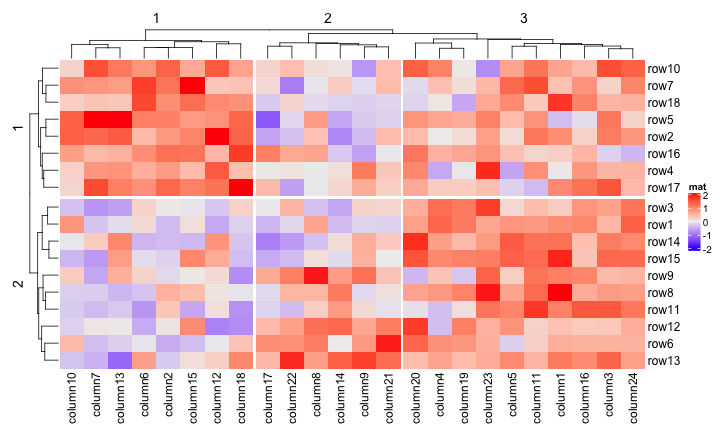 1 2 3
1
2
row10
row7
row18
row5
row2
row16
row4
row17
row3
row1
row14
row15
row9
row8
row11
row12
row6
row13
mat
2
1
0
-1
-2
column10 column7 column13 column6 column2 column15 column12 column18 column17 column22 column8 column14 column9 column21 column20 column4 column19 column23 column5 column11 column1 column16 column3 column24